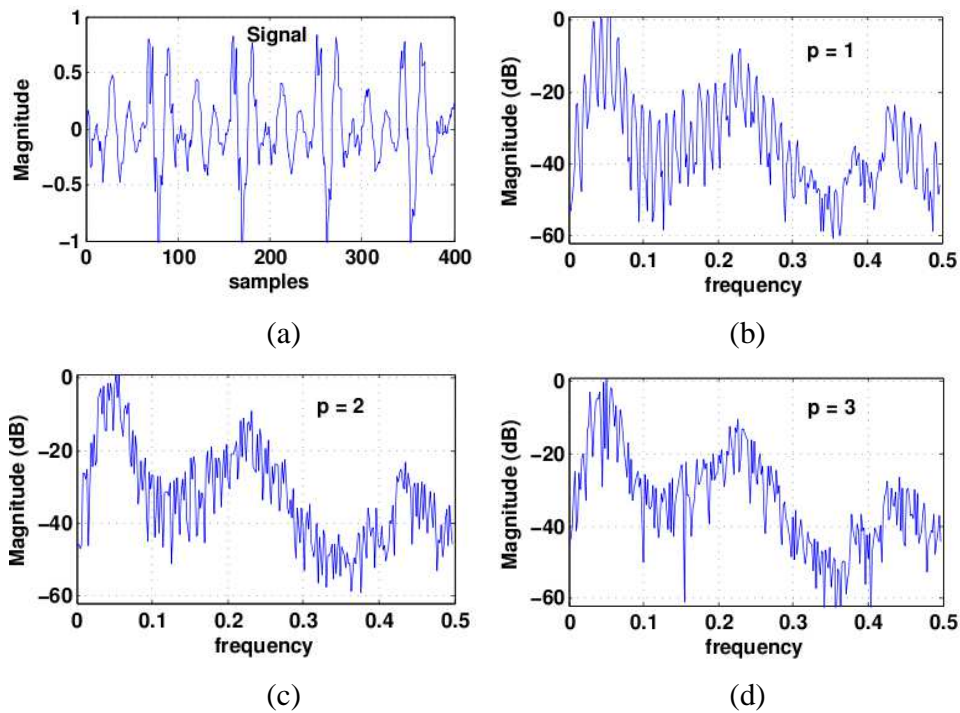 Signal
Magnitude
1
0.5
0
−0.5
−1
0
100
200
300
400
samples
(a)
p = 1
Magnitude (dB)
0
−20
−40
−60
0
0.1
0.2
0.3
0.4
0.5
frequency
(b)
p = 2
Magnitude (dB)
0
−20
−40
−60
0
0.1
0.2
0.3
0.4
0.5
frequency
(c)
p = 3
Magnitude (dB)
0
−20
−40
−60
0
0.1
0.2
0.3
0.4
0.5
frequency
(d)